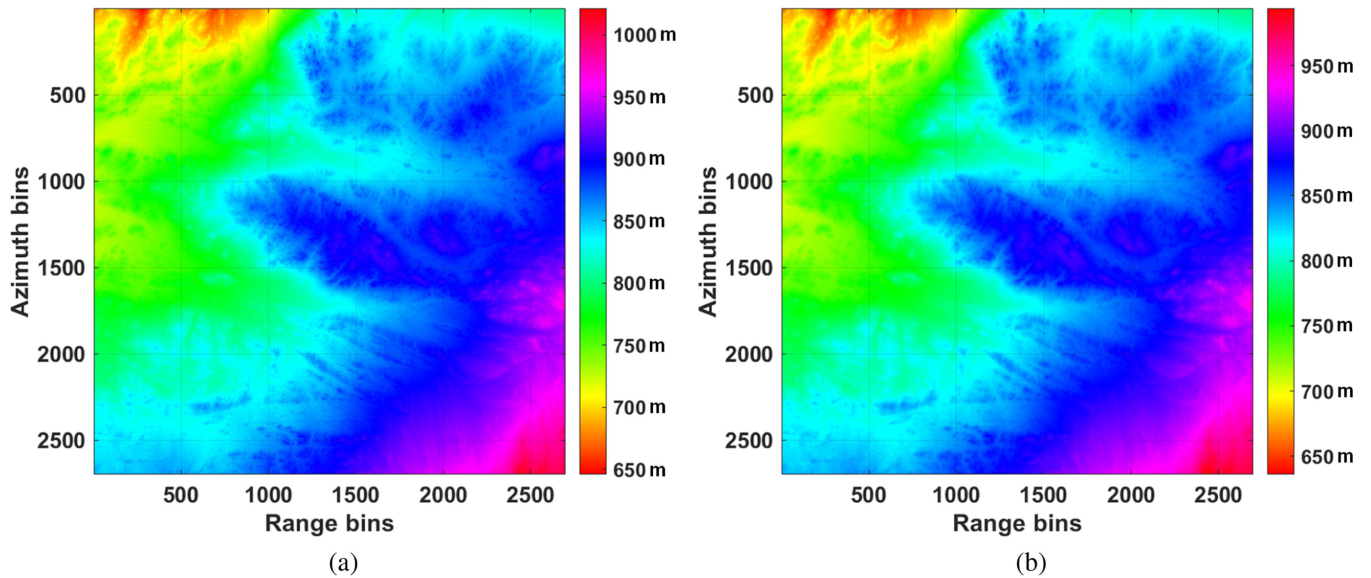 1000 m
950 m
900 m
850 m
800 m
750 m
700 m
650 m
500
1000
1500
2000
2500
Azimuth bins
500 1000 1500 2000 2500
Range bins
(a)
950 m
900 m
850 m
800 m
750 m
700 m
650 m
500
1000
1500
2000
2500
Azimuth bins
500 1000 1500 2000 2500
Range bins
(b)